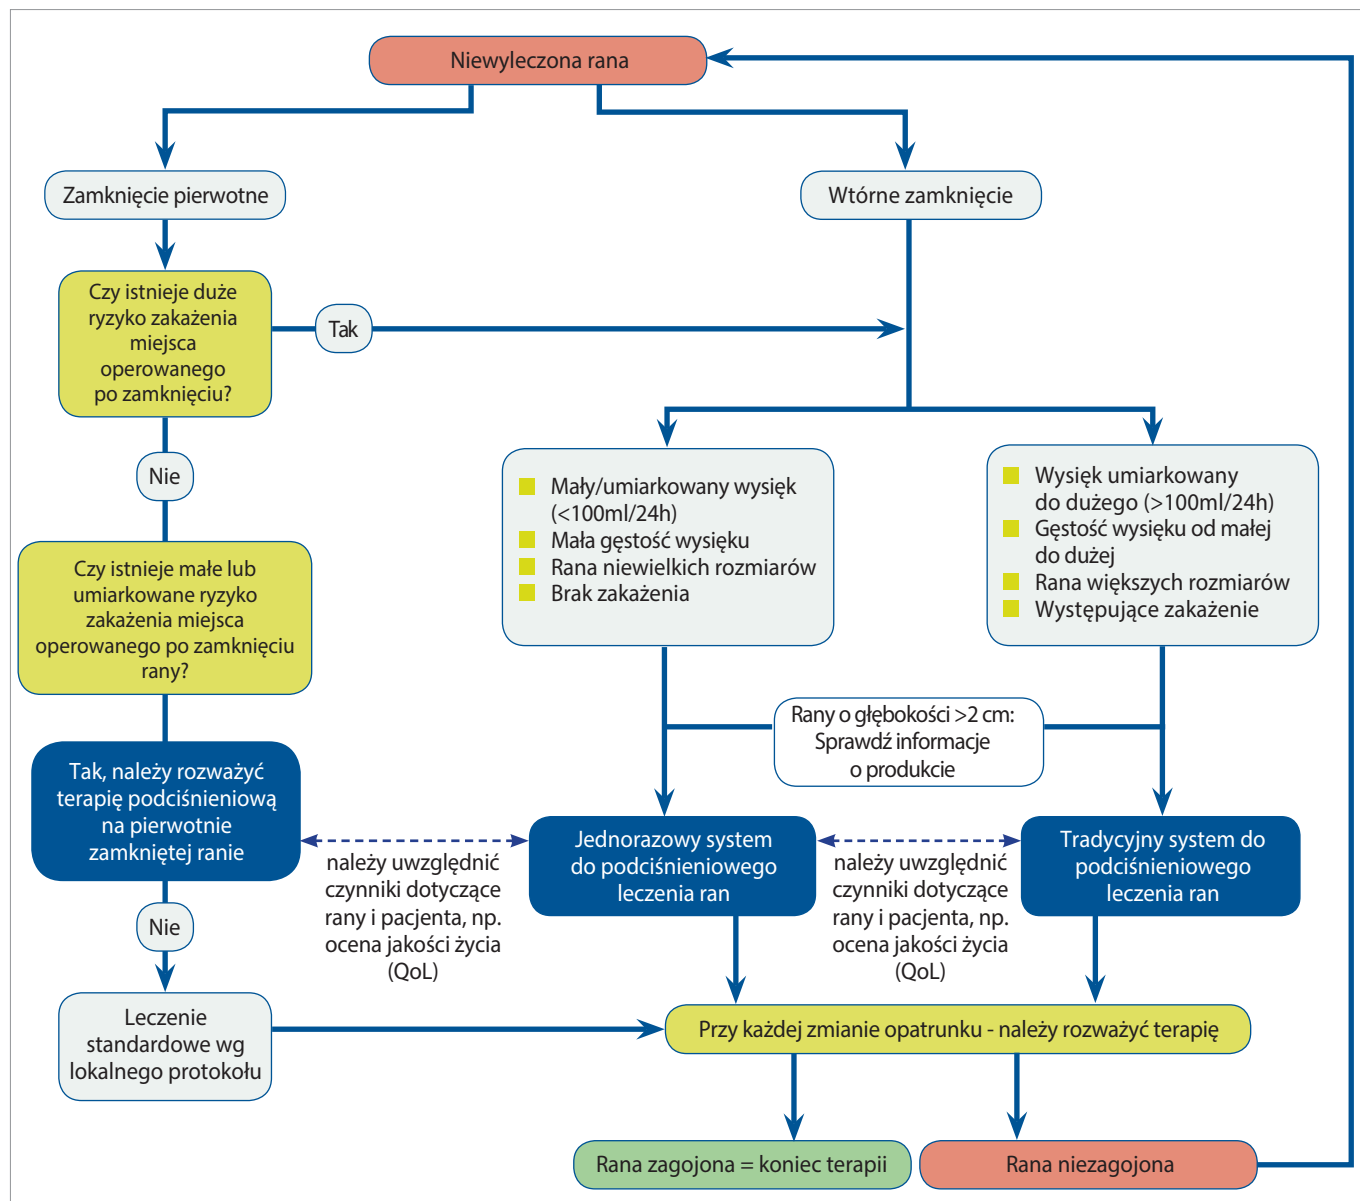 Niewyleczona rana
Zamknięcie pierwotne
Wtórne zamknięcie
Czy istnieje duże
ryzyko zakażenia
miejsca
operowanego
po zamknięciu?
Tak
Nie
Mały/umiarkowany wysięk
(<100ml/24h)
Mała gęstość wysięku
Rana niewielkich rozmiarów
Brak zakażenia
Wysięk umiarkowany
do dużego (>100ml/24h)
Gęstość wysięku od małej
do dużej
Rana większych rozmiarów
Występujące zakażenie
Czy istnieje małe lub
umiarkowane ryzyko
zakażenia miejsca
operowanego po zamknięciu
rany?
Rany o głębokości >2 cm:
Sprawdź informacje
o produkcie
Tak, należy rozważyć
terapię podciśnieniową
na pierwotnie
zamkniętej ranie
należy uwzględnić
czynniki dotyczące
rany i pacjenta, np.
ocena jakości życia
(QoL)
Jednorazowy system
do podciśnieniowego
leczenia ran
należy uwzględnić
czynniki dotyczące
rany i pacjenta, np.
ocena jakości życia
(QoL)
Tradycyjny system do
podciśnieniowego
leczenia ran
Nie
Leczenie
standardowe wg
lokalnego protokołu
Przy każdej zmianie opatrunku - należy rozważyć terapię
Rana zagojona = koniec terapii
Rana niezagojona